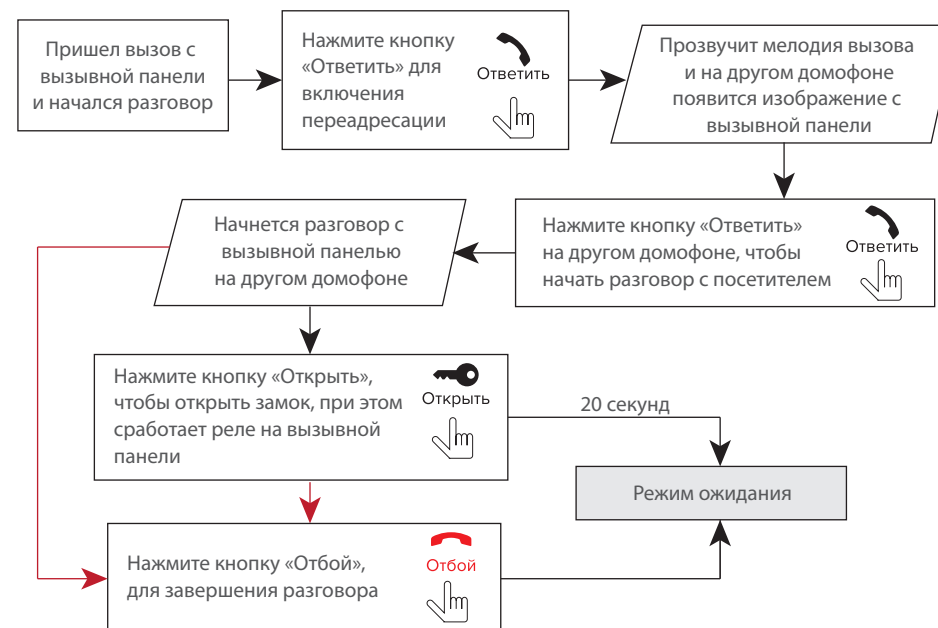 Пришел вызов с
вызывной панели
и начался разговор
Нажмите кнопку
«Ответить» для
включения
переадресации
Ответить
Прозвучит мелодия вызова
и на другом домофоне
появится изображение с
вызывной панели
Начнется разговор с
вызывной панелью
на другом домофоне
Нажмите кнопку «Ответить»
на другом домофоне, чтобы
начать разговор с посетителем
Ответить
Нажмите кнопку «Открыть»,
чтобы открыть замок, при этом
сработает реле на вызывной
панели
Открыть
20 секунд
Режим ожидания
Нажмите кнопку «Отбой»,
для завершения разговора
Отбой